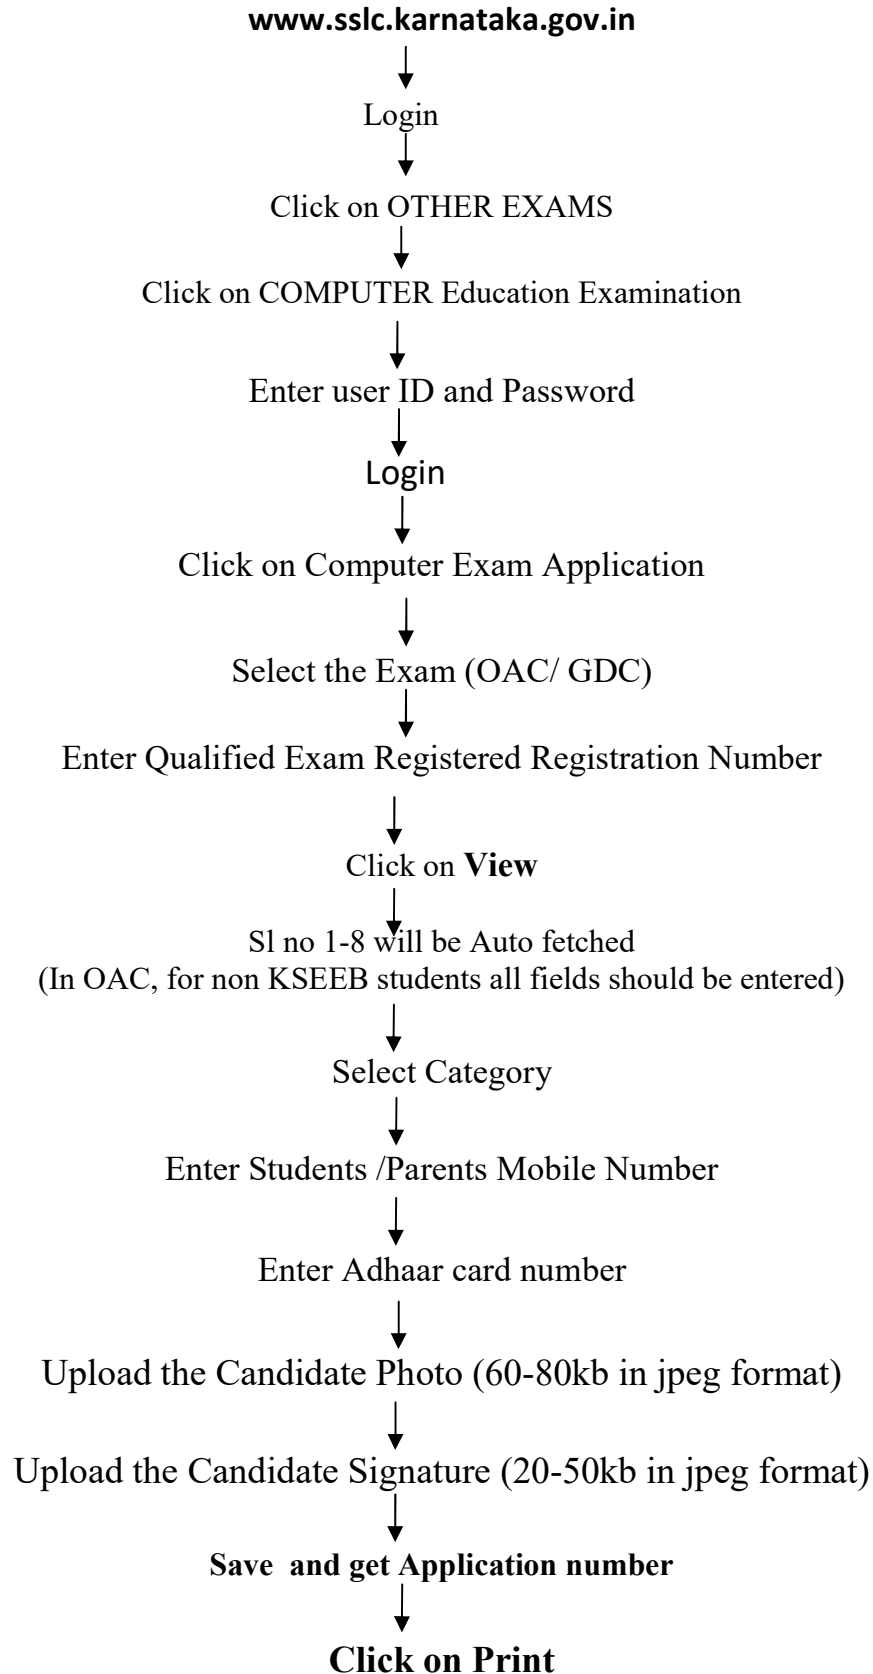 www.sslc.karnataka.gov.in
Login
Click on OTHER EXAMS
Click on COMPUTER Education Examination
Enter user ID and Password
Login
Click on Computer Exam Application
Select the Exam (OAC/ GDC)
Enter Qualified Exam Registered Registration Number
Click on View
Sl no 1-8 will be Auto fetched
(In OAC, for non KSEEB students all fields should be entered)
Select Category
Enter Students /Parents Mobile Number
Enter Adhaar card number
Upload the Candidate Photo (60-80kb in jpeg format)
Upload the Candidate Signature (20-50kb in jpeg format)
Save  and get Application number
Click on Print